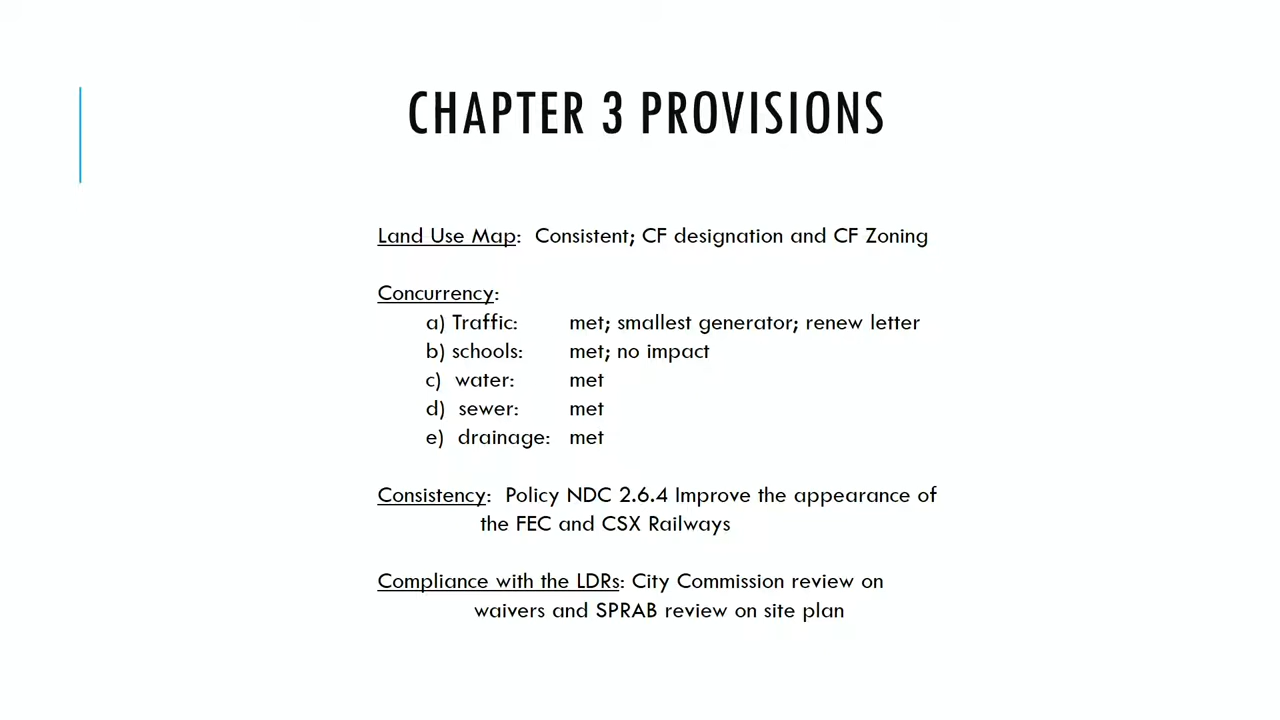 CHAPTER 3 PROVISIONS
Land Use Map: Consistent; CF designation and CF Zoning
Concurrency:
a) Traffic: met; smallest generator; renew letter
b) schools: met; no impact
c) water: met
d) sewer: met
e) drainage: met
Consistency: Policy NDC 2.6.4 Improve the appearance of
the FEC and CSX Railways
Compliance with the LDRs: City Commission review on
waivers and SPRAB review on site plan